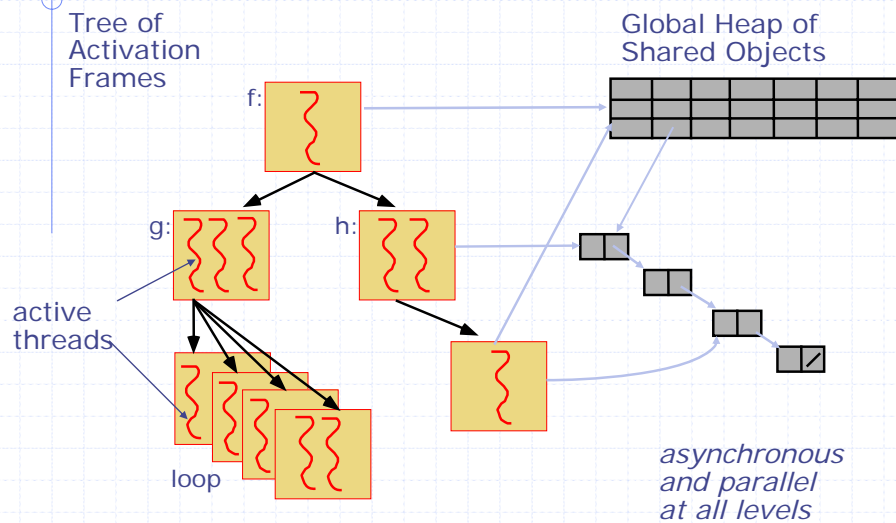 Tree of
Activation
Frames
Global Heap of
Shared Objects
f:
g:
h:
active
threads
loop
asynchronous
and parallel
at all levels